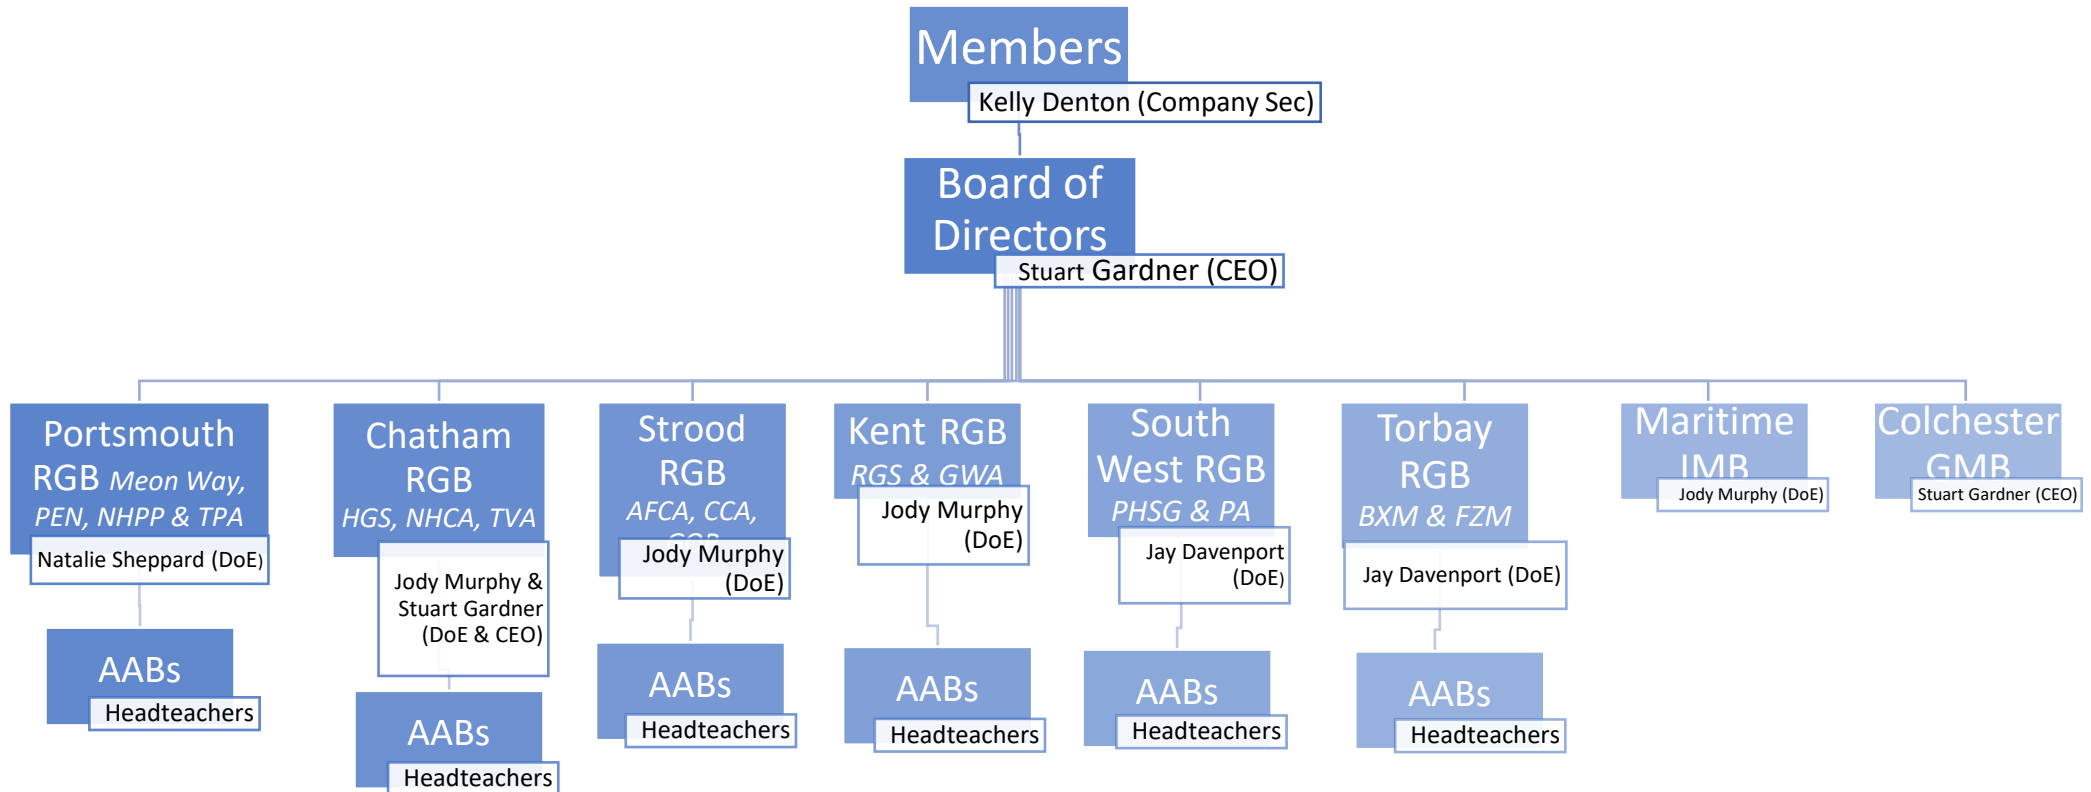 Members
Kelly Denton (Company Sec)
Board of
Directors
Stuart Gardner (CEO)
Portsmouth
RGB Meon Way,
PEN, NHPP & TPA
Natalie Sheppard (DoE)
AABs
Headteachers
Chatham
RGB
HGS, NHCA, TVA
Jody Murphy &
Stuart Gardner
(DoE & CEO)
AABs
Headteachers
Strood
RGB
AFCA, CCA,
Jody Murphy
(DoE)
AABs
Headteachers
Kent RGB
RGS & GWA
Jody Murphy
(DoE)
AABs
Headteachers
South
West RGB
PHSG & PA
Jay Davenport
(DoE)
AABs
Headteachers
Torbay
RGB
BXM & FZM
Jay Davenport (DoE)
AABs
Headteachers
Maritime
IMB
Jody Murphy (DoE)
Colchester
GMB
Stuart Gardner (CEO)